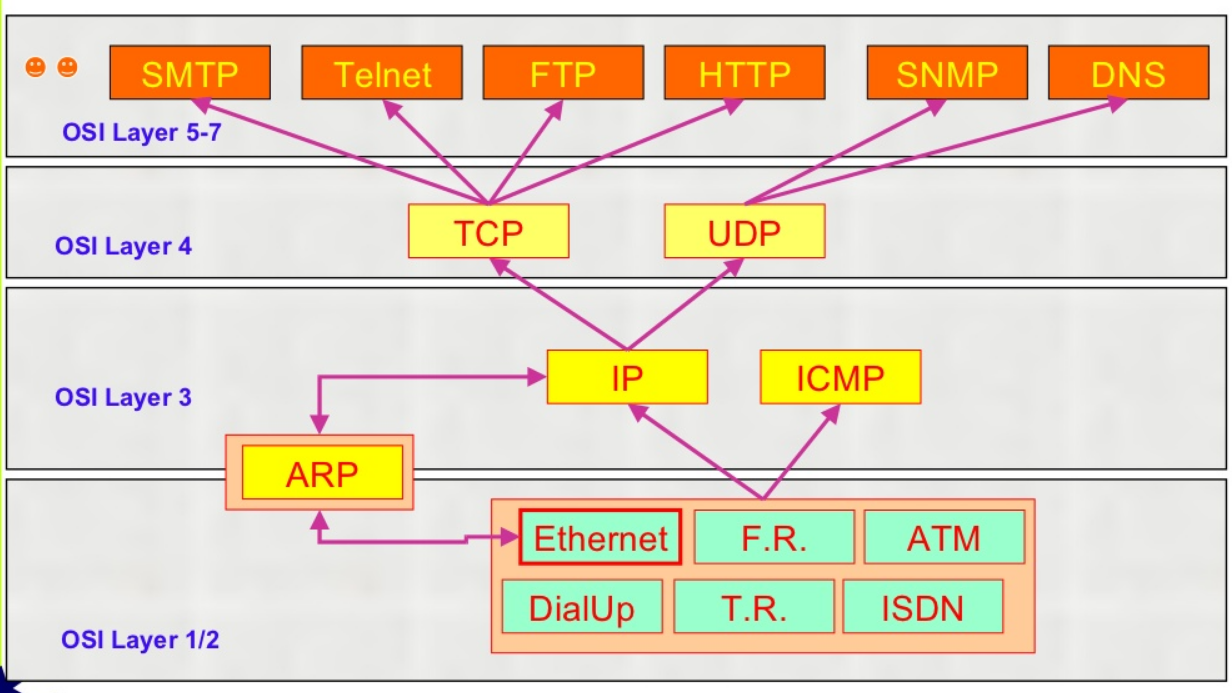 SMTP Telnet FTP HTTP SNMP DNS
OSI Layer 5-7
TCP UDP
OSI Layer 4
IP ICMP
OSI Layer 3
ARP
Ethernet F.R. ATM
DialUp T.R. ISDN
OSI Layer 1/2